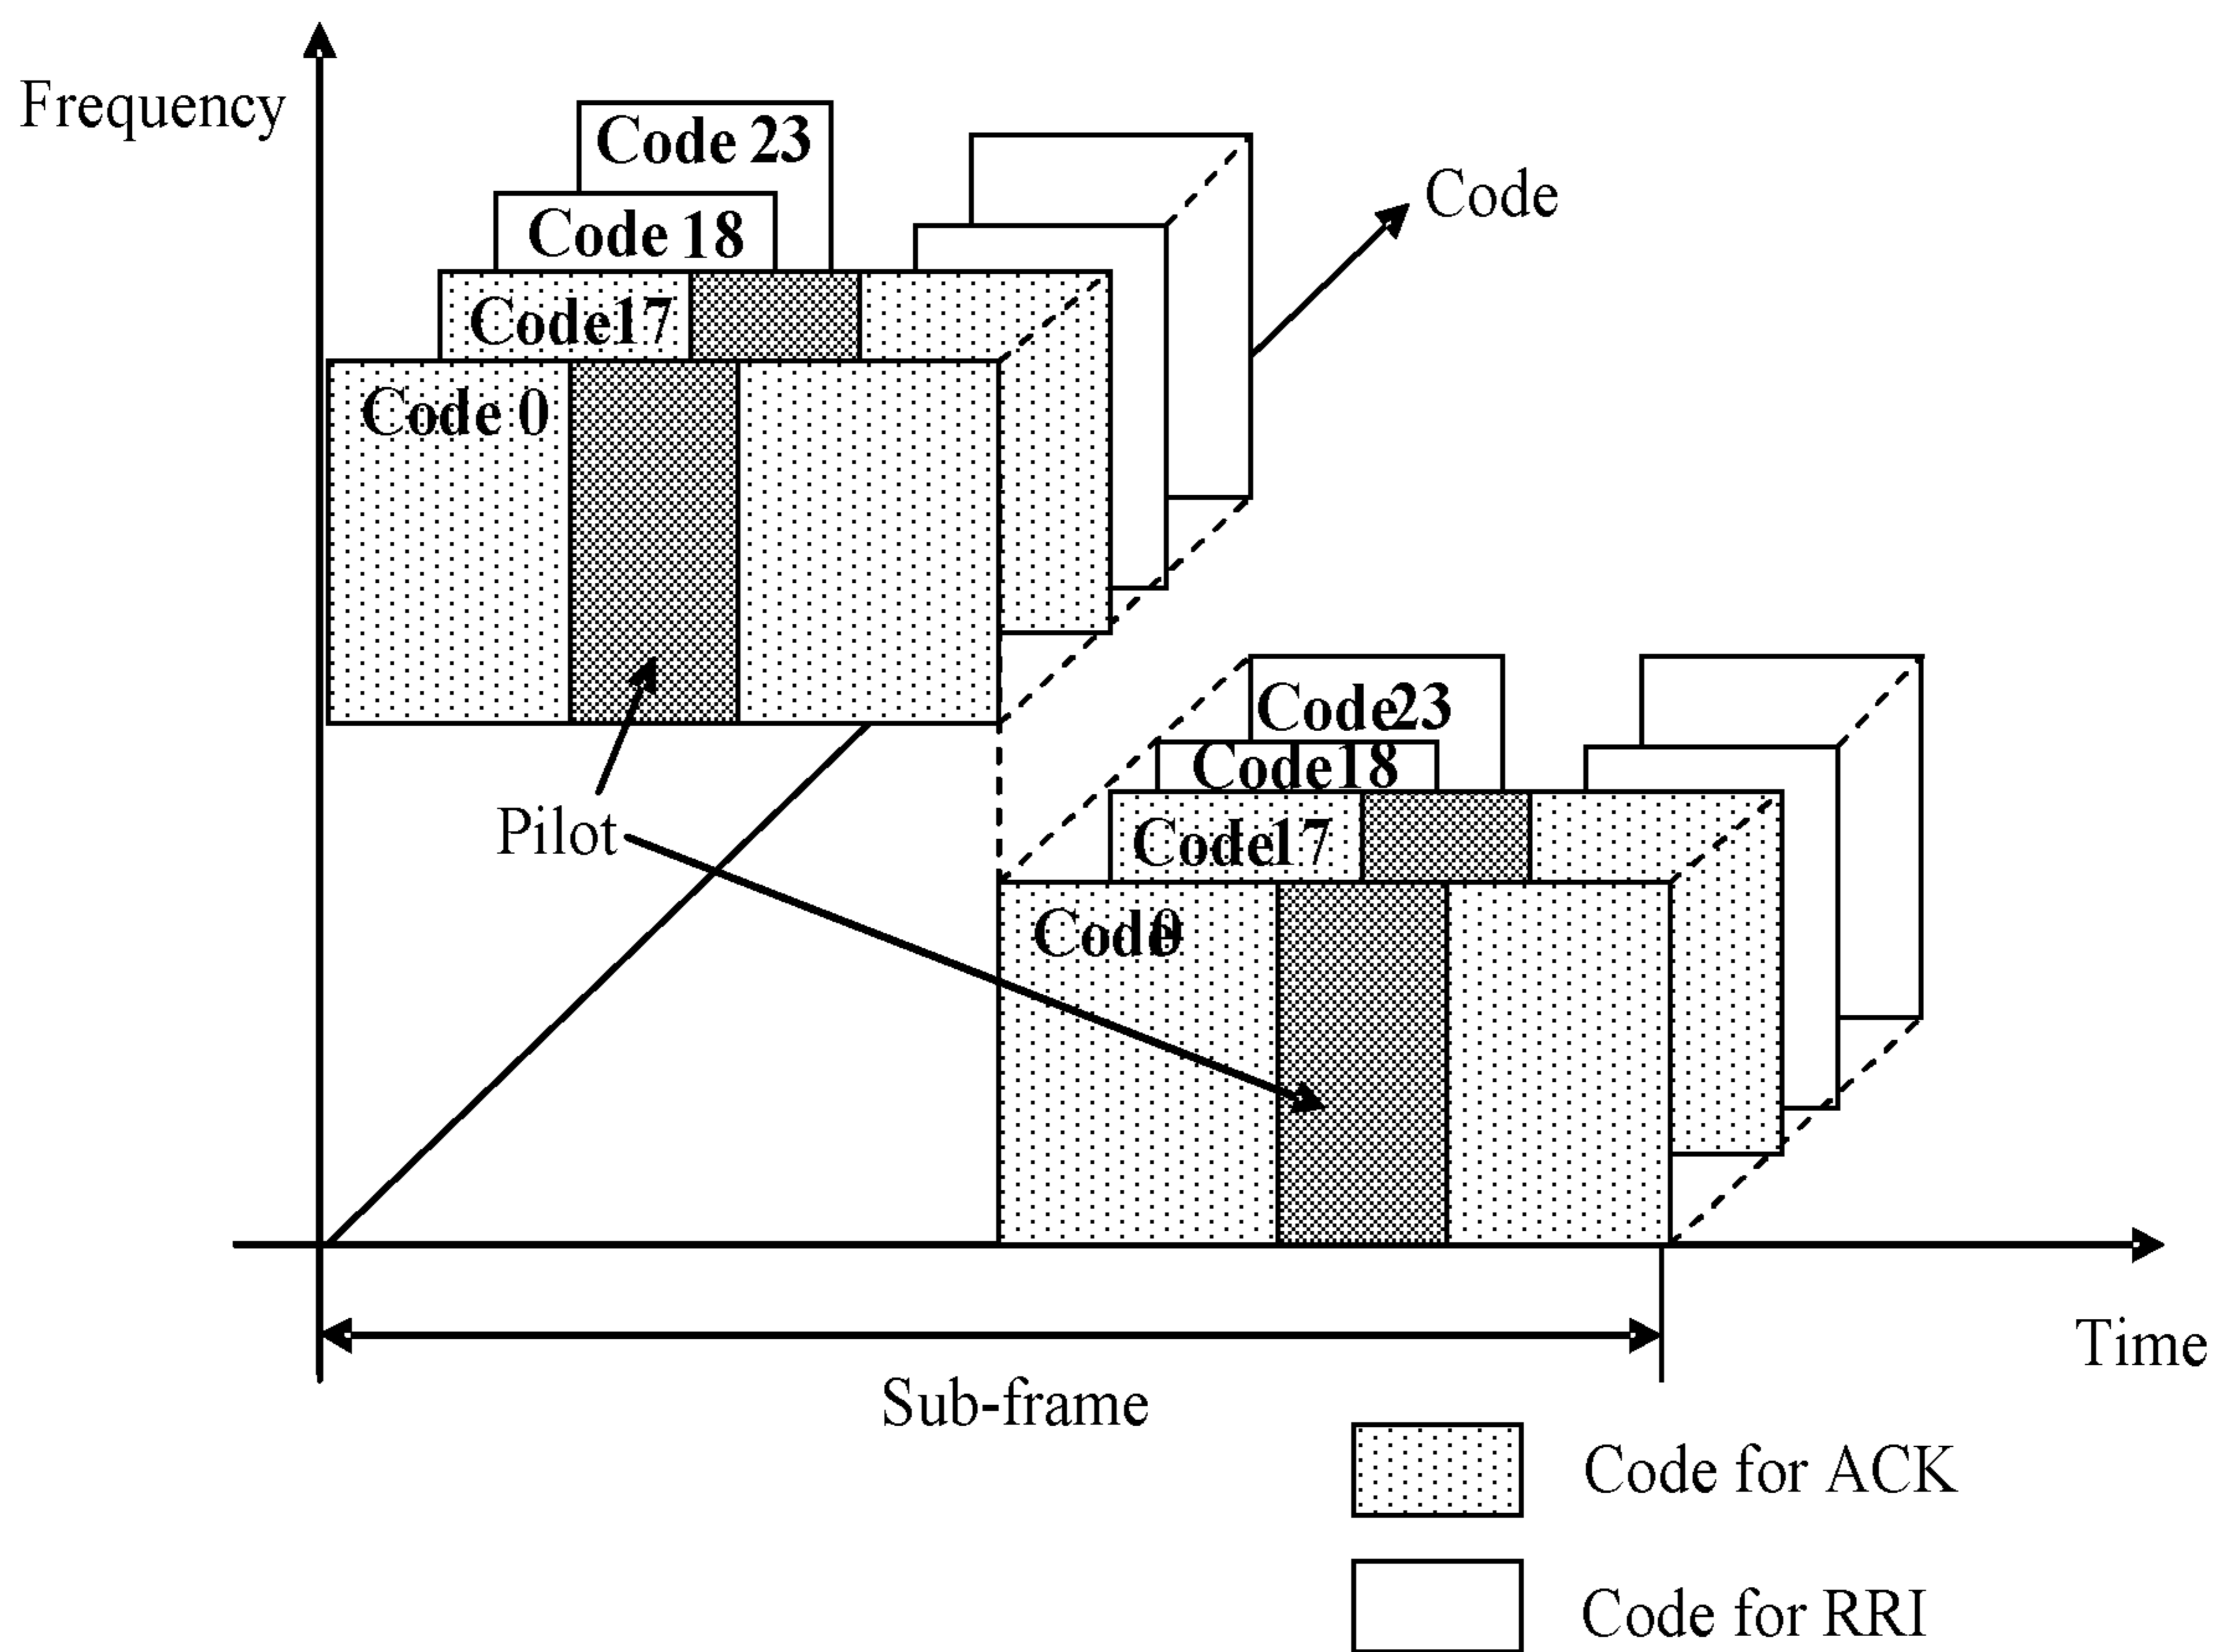 Frequency
Code 23
Code 18
Code17
Code 0
Code
Code23
Code18
Code17
Code0
Pilot
Time
Sub-frame
Code for ACK
Code for RRI